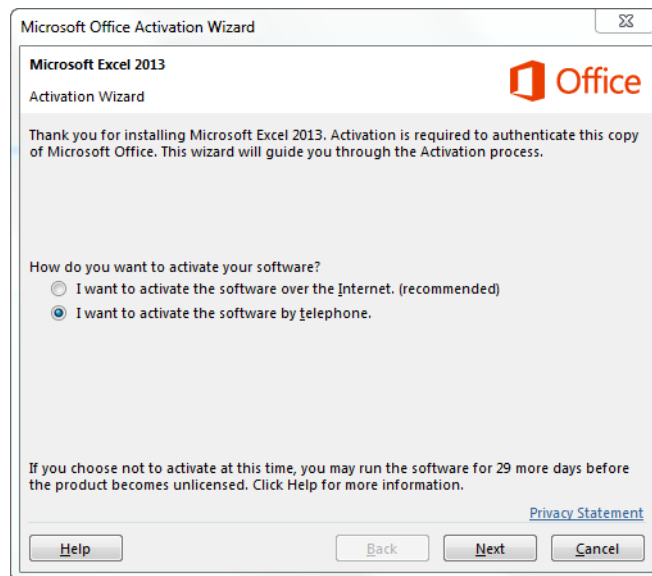 Microsoft Office Activation Wizard
Microsoft Excel 2013
Office
Activation Wizard
Thank you for installing Microsoft Excel 2013. Activation is required to authenticate this copy
of Microsoft Office. This wizard will guide you through the Activation process.
How do you want to activate your software?
I want to activate the software over the Internet. (recommended)
I want to activate the software by telephone.
If you choose not to activate at this time, you may run the software for 29 more days before
the product becomes unlicensed. Click Help for more information.
Privacy Statement
Help Back Next Cancel